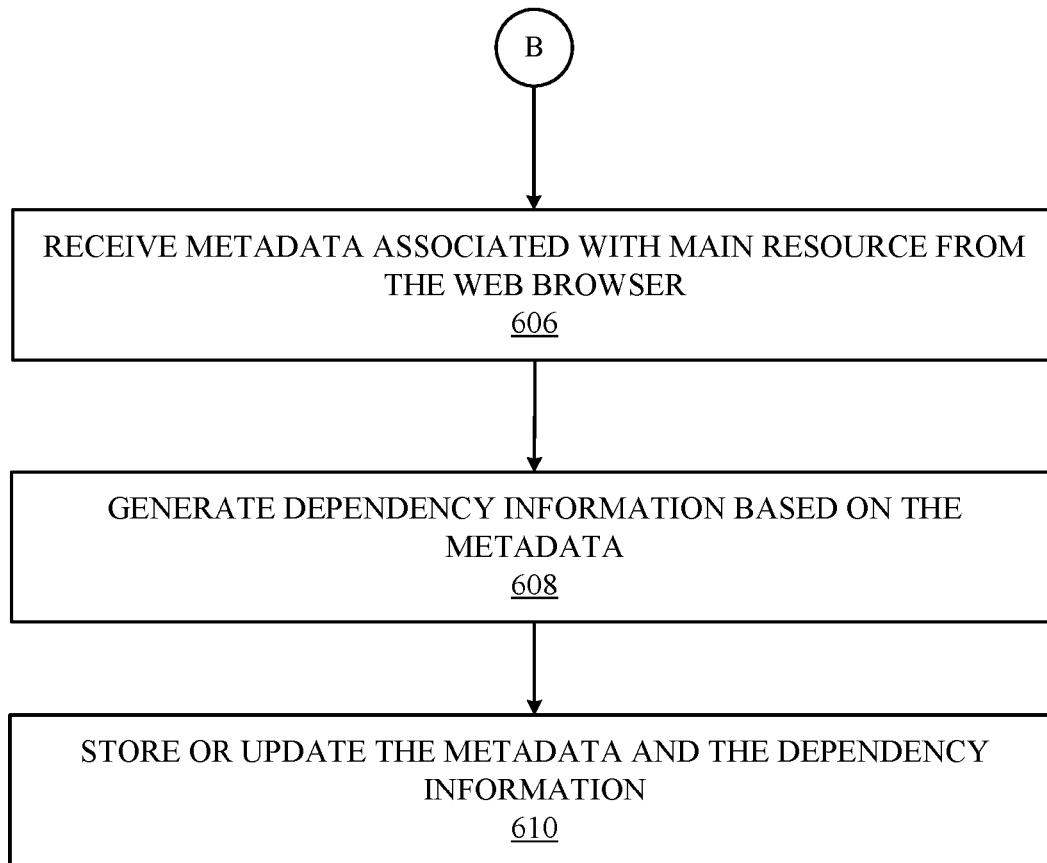 B
RECEIVE METADATA ASSOCIATED WITH MAIN RESOURCE FROM
THE WEB BROWSER
606
GENERATE DEPENDENCY INFORMATION BASED ON THE
METADATA
608
STORE OR UPDATE THE METADATA AND THE DEPENDENCY
INFORMATION
610